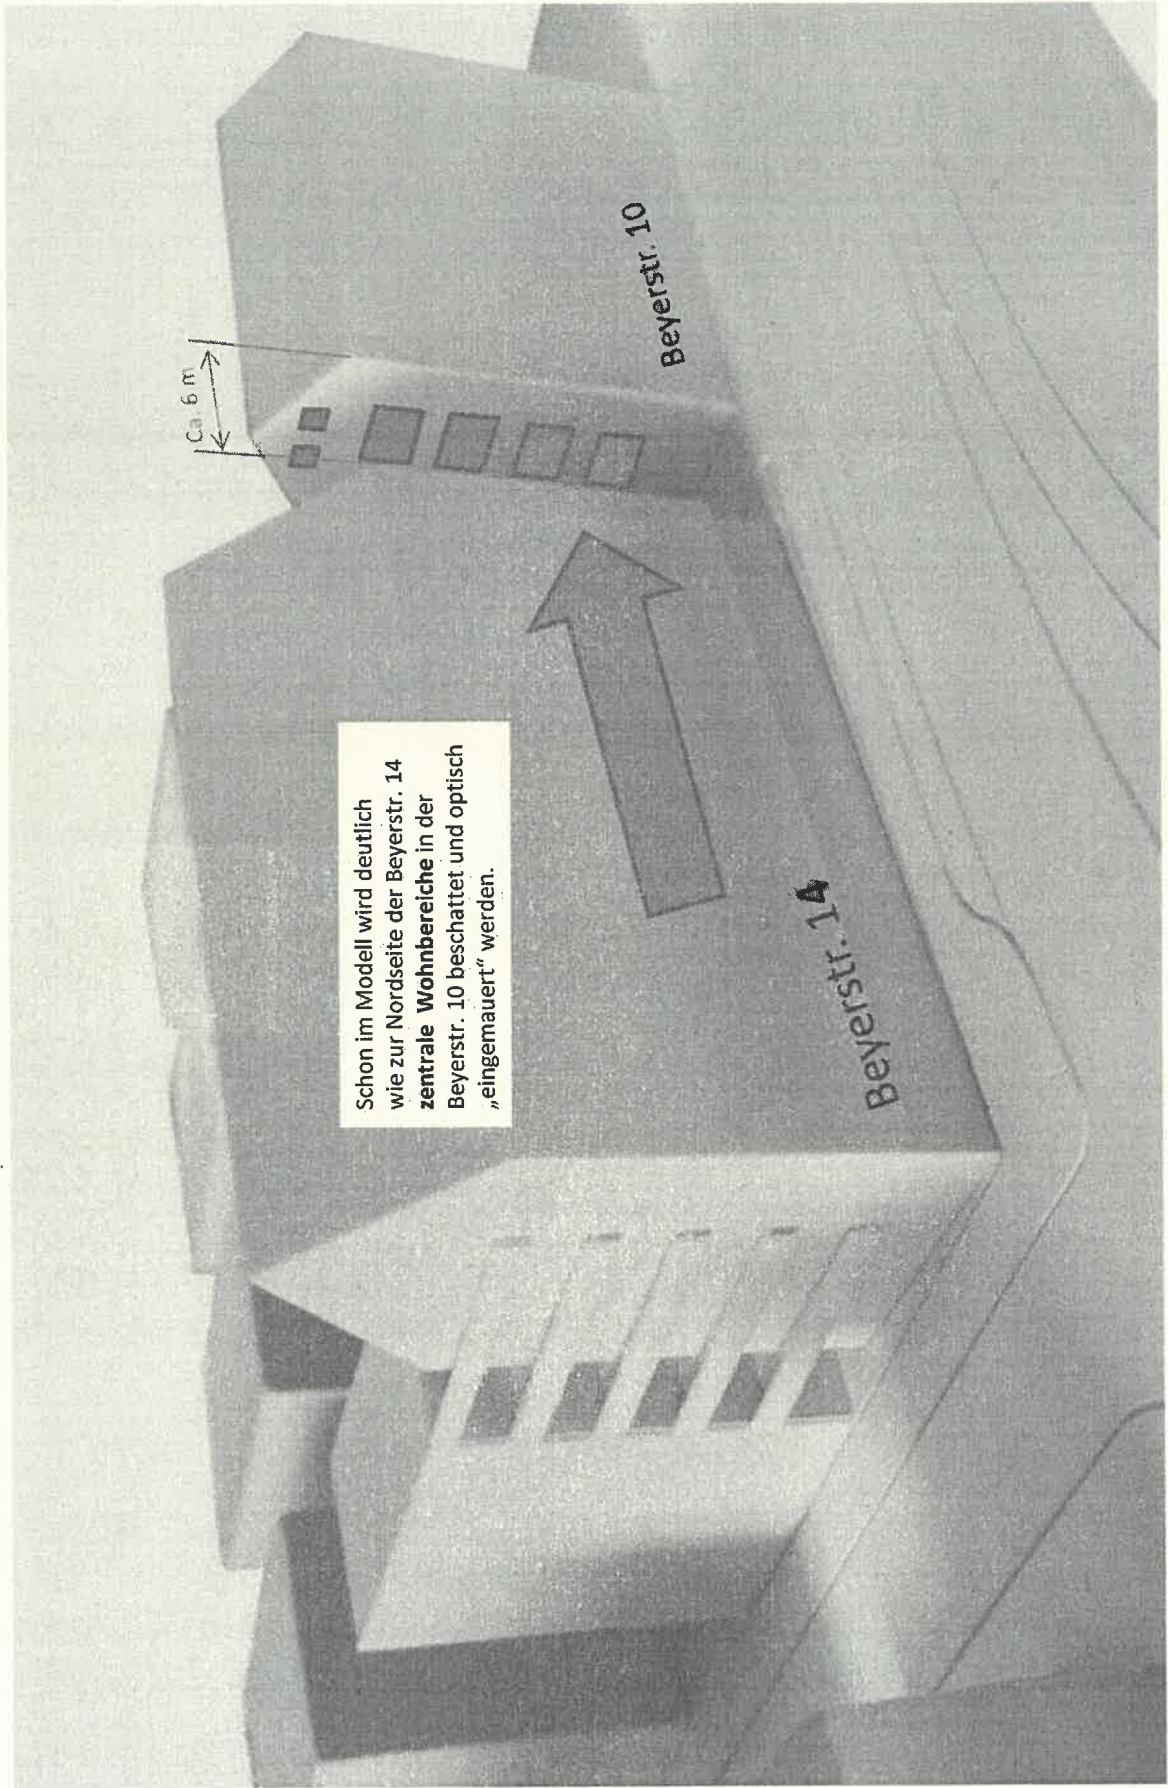 Ca. 6 m
Schon im Modell wird deutlich
wie zur Nordseite der Beyerstr. 14
zentrale Wohnbereiche in der
Beyerstr. 10 beschattet und optisch
„eingemauert“ werden.
Beyerstr. 10
Beyerstr. 14